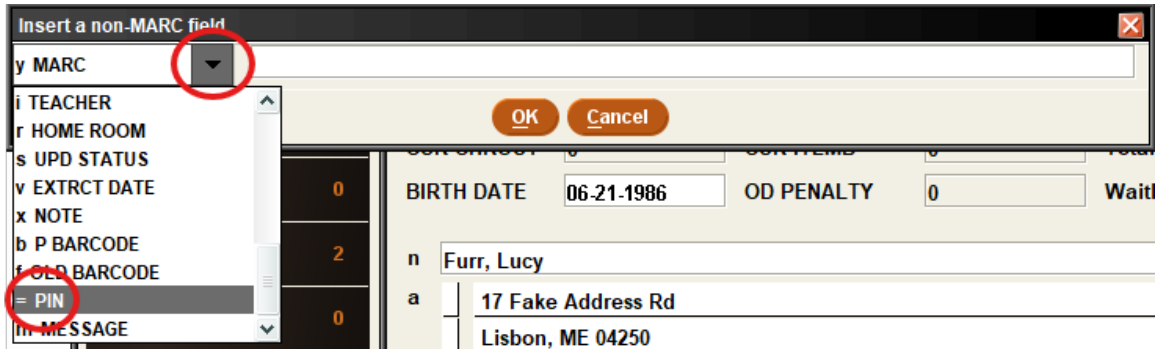 Insert a non-MARC field
y MARC
i TEACHER
r HOME ROOM
s UPD STATUS
v EXTRCT DATE
x NOTE
b P BARCODE
f OLD BARCODE
= PIN
m MESSAGE
OK Cancel
0
2
0
BIRTH DATE 06-21-1986 OD PENALTY 0 Waitl
n Furr, Lucy
a 17 Fake Address Rd
Lisbon, ME 04250